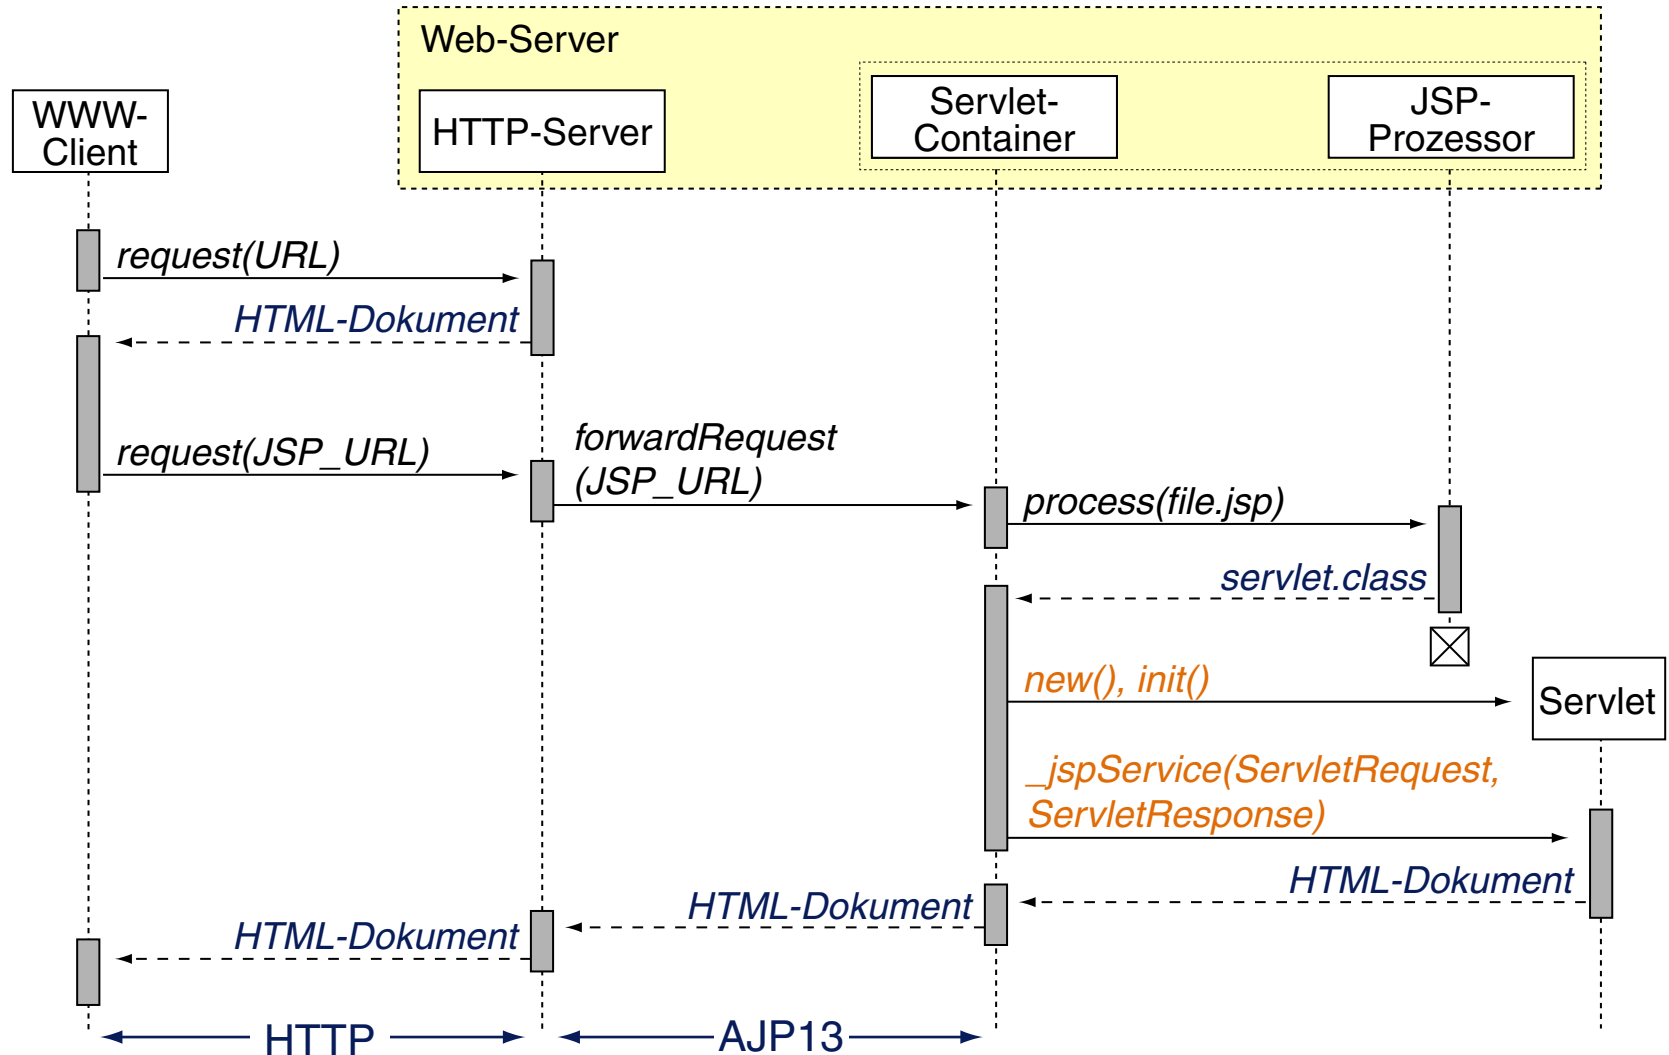 Web-Server
WWW-
Client
HTTP-Server
Servlet-
Container
JSP-
Prozessor
request(URL)
HTML-Dokument
request(JSP_URL)
forwardRequest
(JSP_URL)
process(file.jsp)
servlet.class
new(), init()
Servlet
_jspService(ServletRequest,
ServletResponse)
HTML-Dokument
HTML-Dokument
HTML-Dokument
HTTP
AJP13